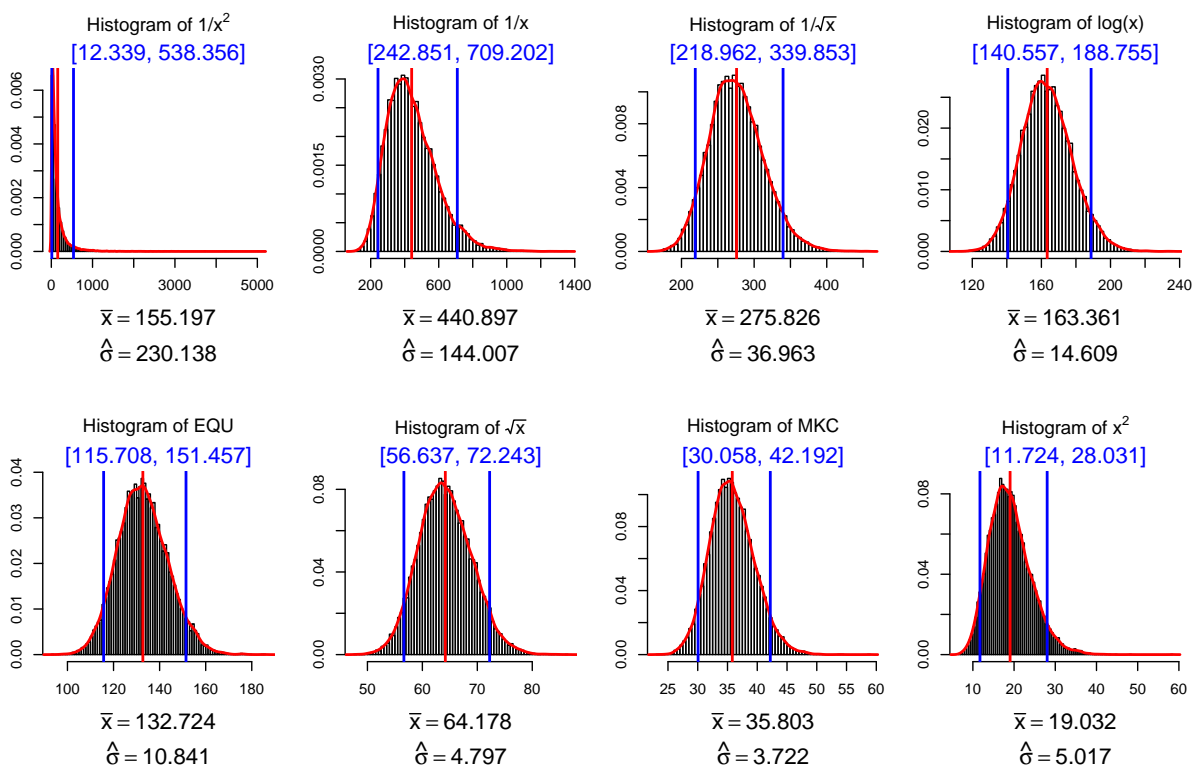 Histogram of 1/x²
[12.339, 538.356]
0.000 0.002 0.004 0.006
0 1000 3000 5000
x̄ = 155.197
σ̂ = 230.138
Histogram of 1/x
[242.851, 709.202]
0.0000 0.0015 0.0030
200 600 1000 1400
x̄ = 440.897
σ̂ = 144.007
Histogram of 1/√x
[218.962, 339.853]
0.000 0.004 0.008
200 300 400
x̄ = 275.826
σ̂ = 36.963
Histogram of log(x)
[140.557, 188.755]
0.000 0.010 0.020
120 160 200 240
x̄ = 163.361
σ̂ = 14.609
Histogram of EQU
[115.708, 151.457]
0.00 0.01 0.02 0.03 0.04
100 120 140 160 180
x̄ = 132.724
σ̂ = 10.841
Histogram of √x
[56.637, 72.243]
0.00 0.04 0.08
50 60 70 80
x̄ = 64.178
σ̂ = 4.797
Histogram of MKC
[30.058, 42.192]
0.00 0.04 0.08
25 30 35 40 45 50 55 60
x̄ = 35.803
σ̂ = 3.722
Histogram of x²
[11.724, 28.031]
0.00 0.04 0.08
10 20 30 40 50 60
x̄ = 19.032
σ̂ = 5.017